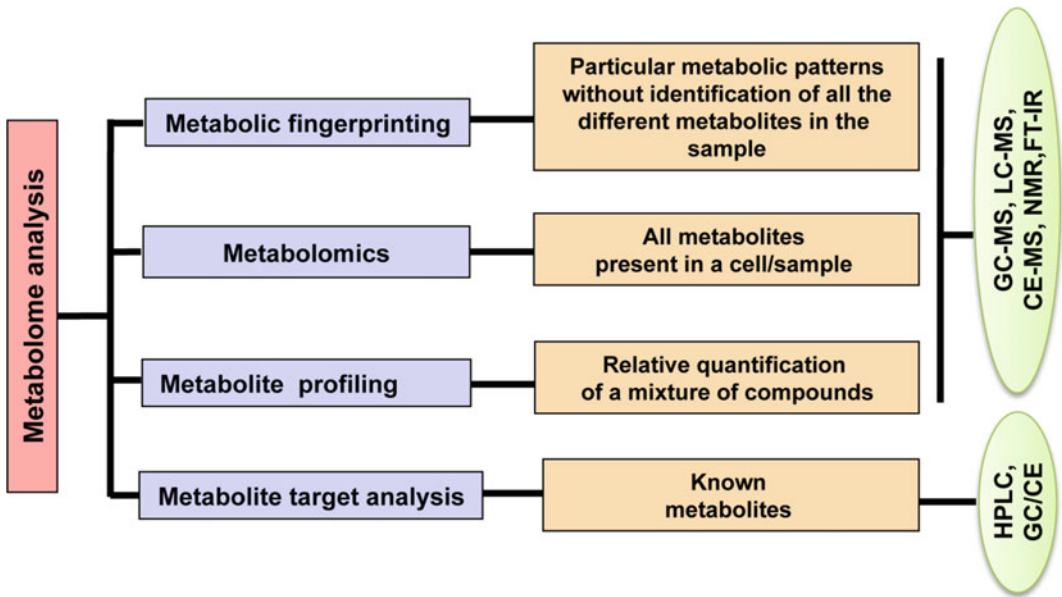 Metabolome analysis
Metabolic fingerprinting
Particular metabolic patterns
without identification of all the
different metabolites in the
sample
Metabolomics
All metabolites
present in a cell/sample
Metabolite profiling
Relative quantification
of a mixture of compounds
GC-MS, LC-MS,
CE-MS, NMR,FT-IR
Metabolite target analysis
Known
metabolites
HPLC,
GC/CE